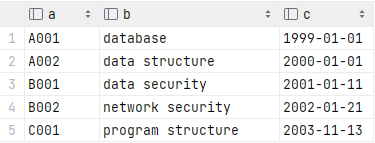 a b c
1 A001 database 1999-01-01
2 A002 data structure 2000-01-01
3 B001 data security 2001-01-11
4 B002 network security 2002-01-21
5 C001 program structure 2003-11-13